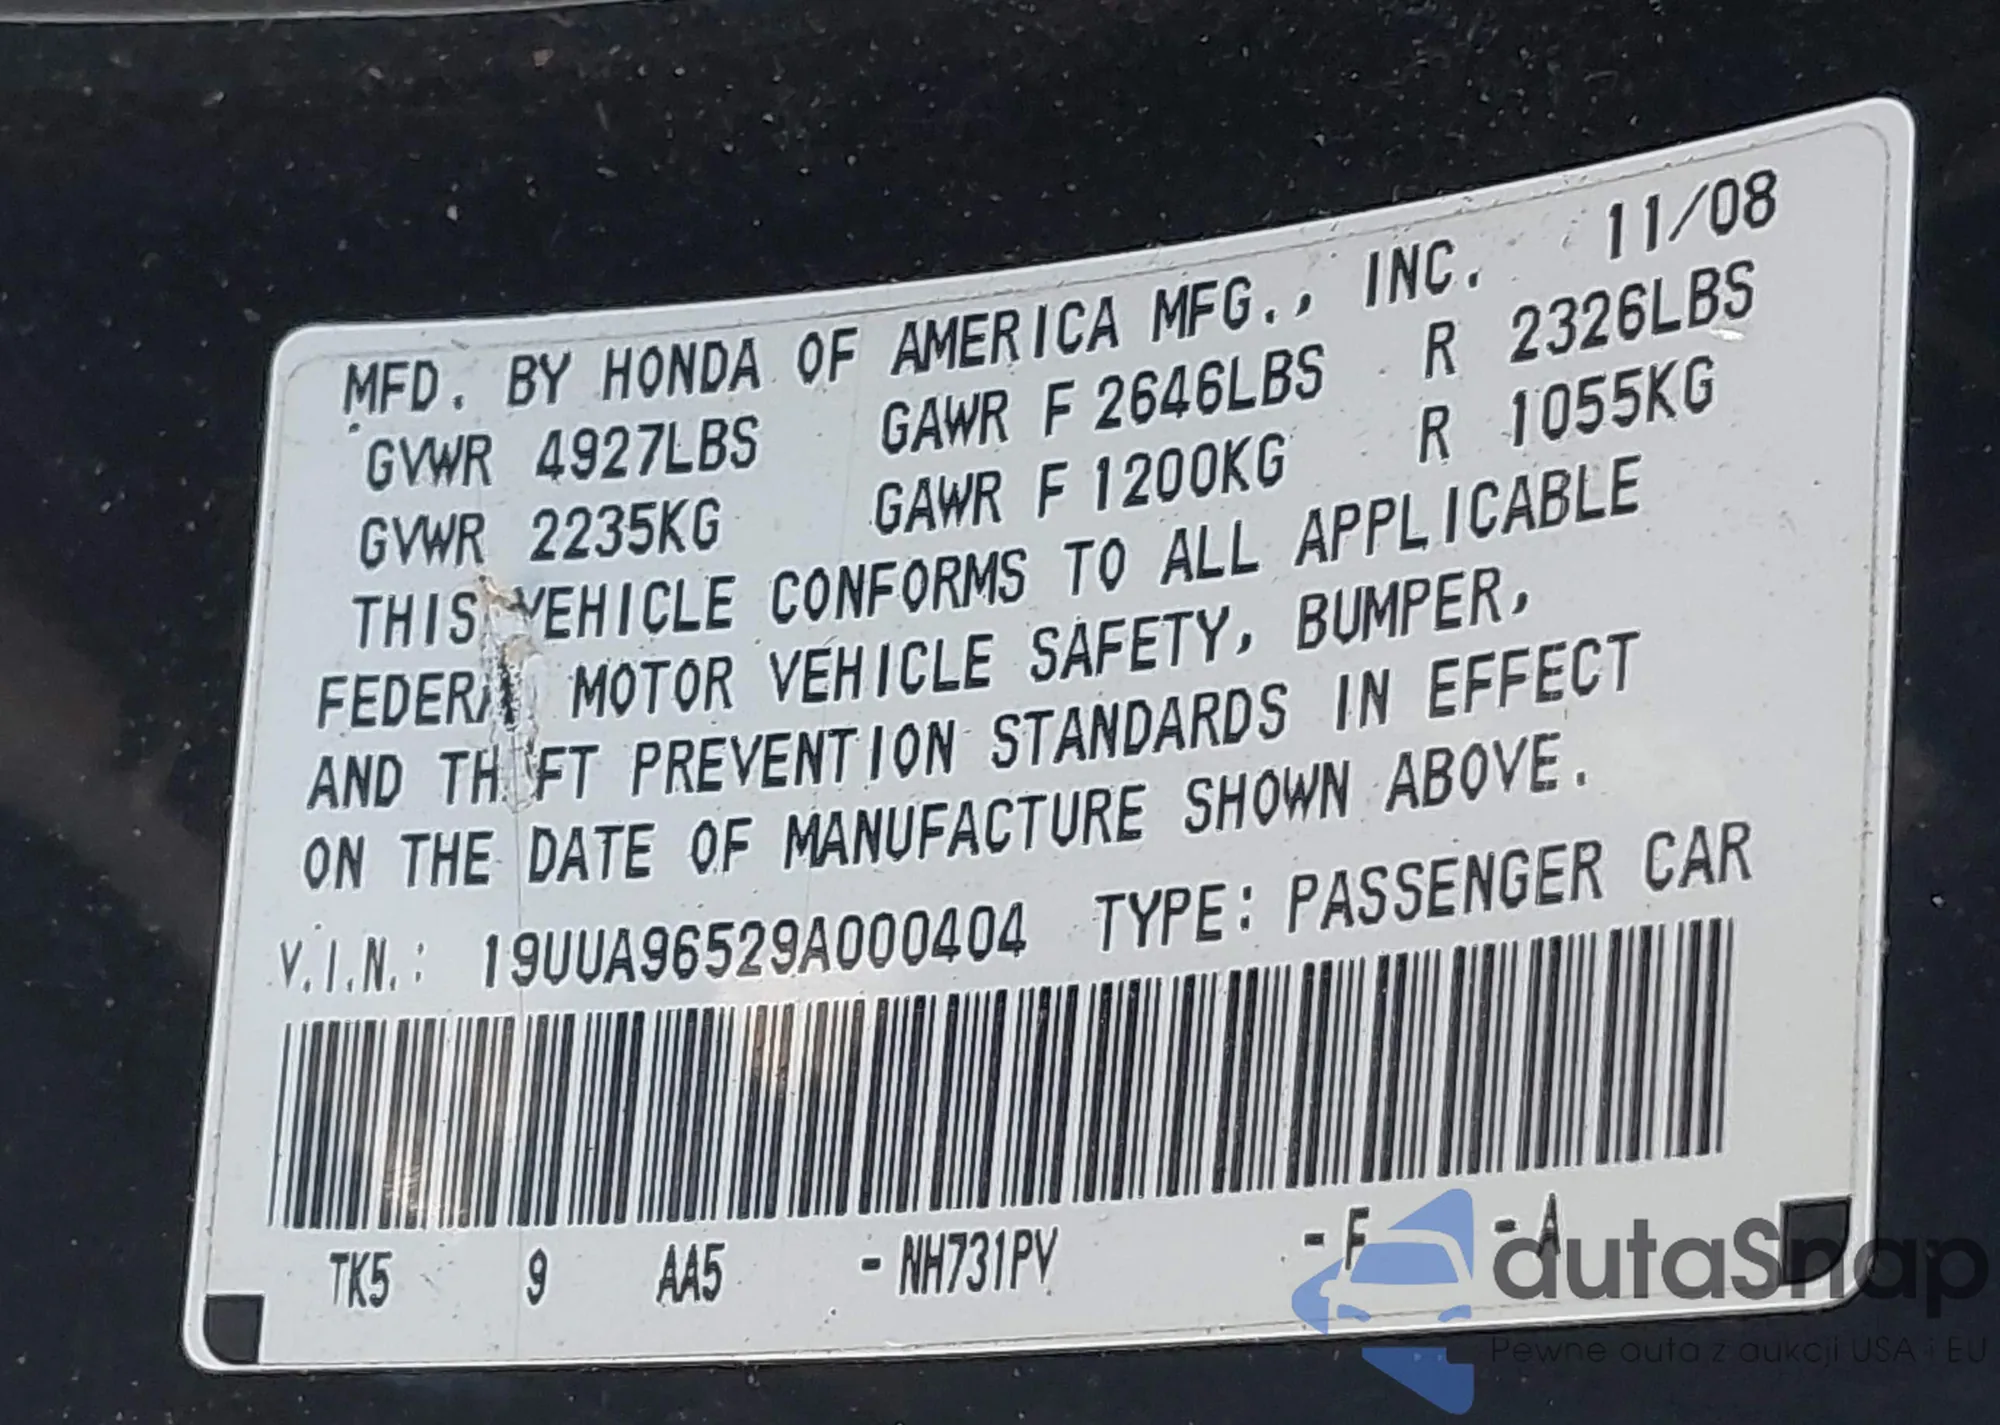 MFD. BY HONDA OF AMERICA MFG., INC. 11/08
GVWR 4927LBS GAWR F 2646LBS R 2326LBS
GVWR 2235KG GAWR F 1200KG R 1055KG
THIS VEHICLE CONFORMS TO ALL APPLICABLE
FEDERAL MOTOR VEHICLE SAFETY, BUMPER,
AND THEFT PREVENTION STANDARDS IN EFFECT
ON THE DATE OF MANUFACTURE SHOWN ABOVE.
V.I.N.: 19UUA96529A000404 TYPE: PASSENGER CAR
TK5 9 AA5 - NH731PV - F - A
autaSnap
Pewne auta z aukcji USA i EU